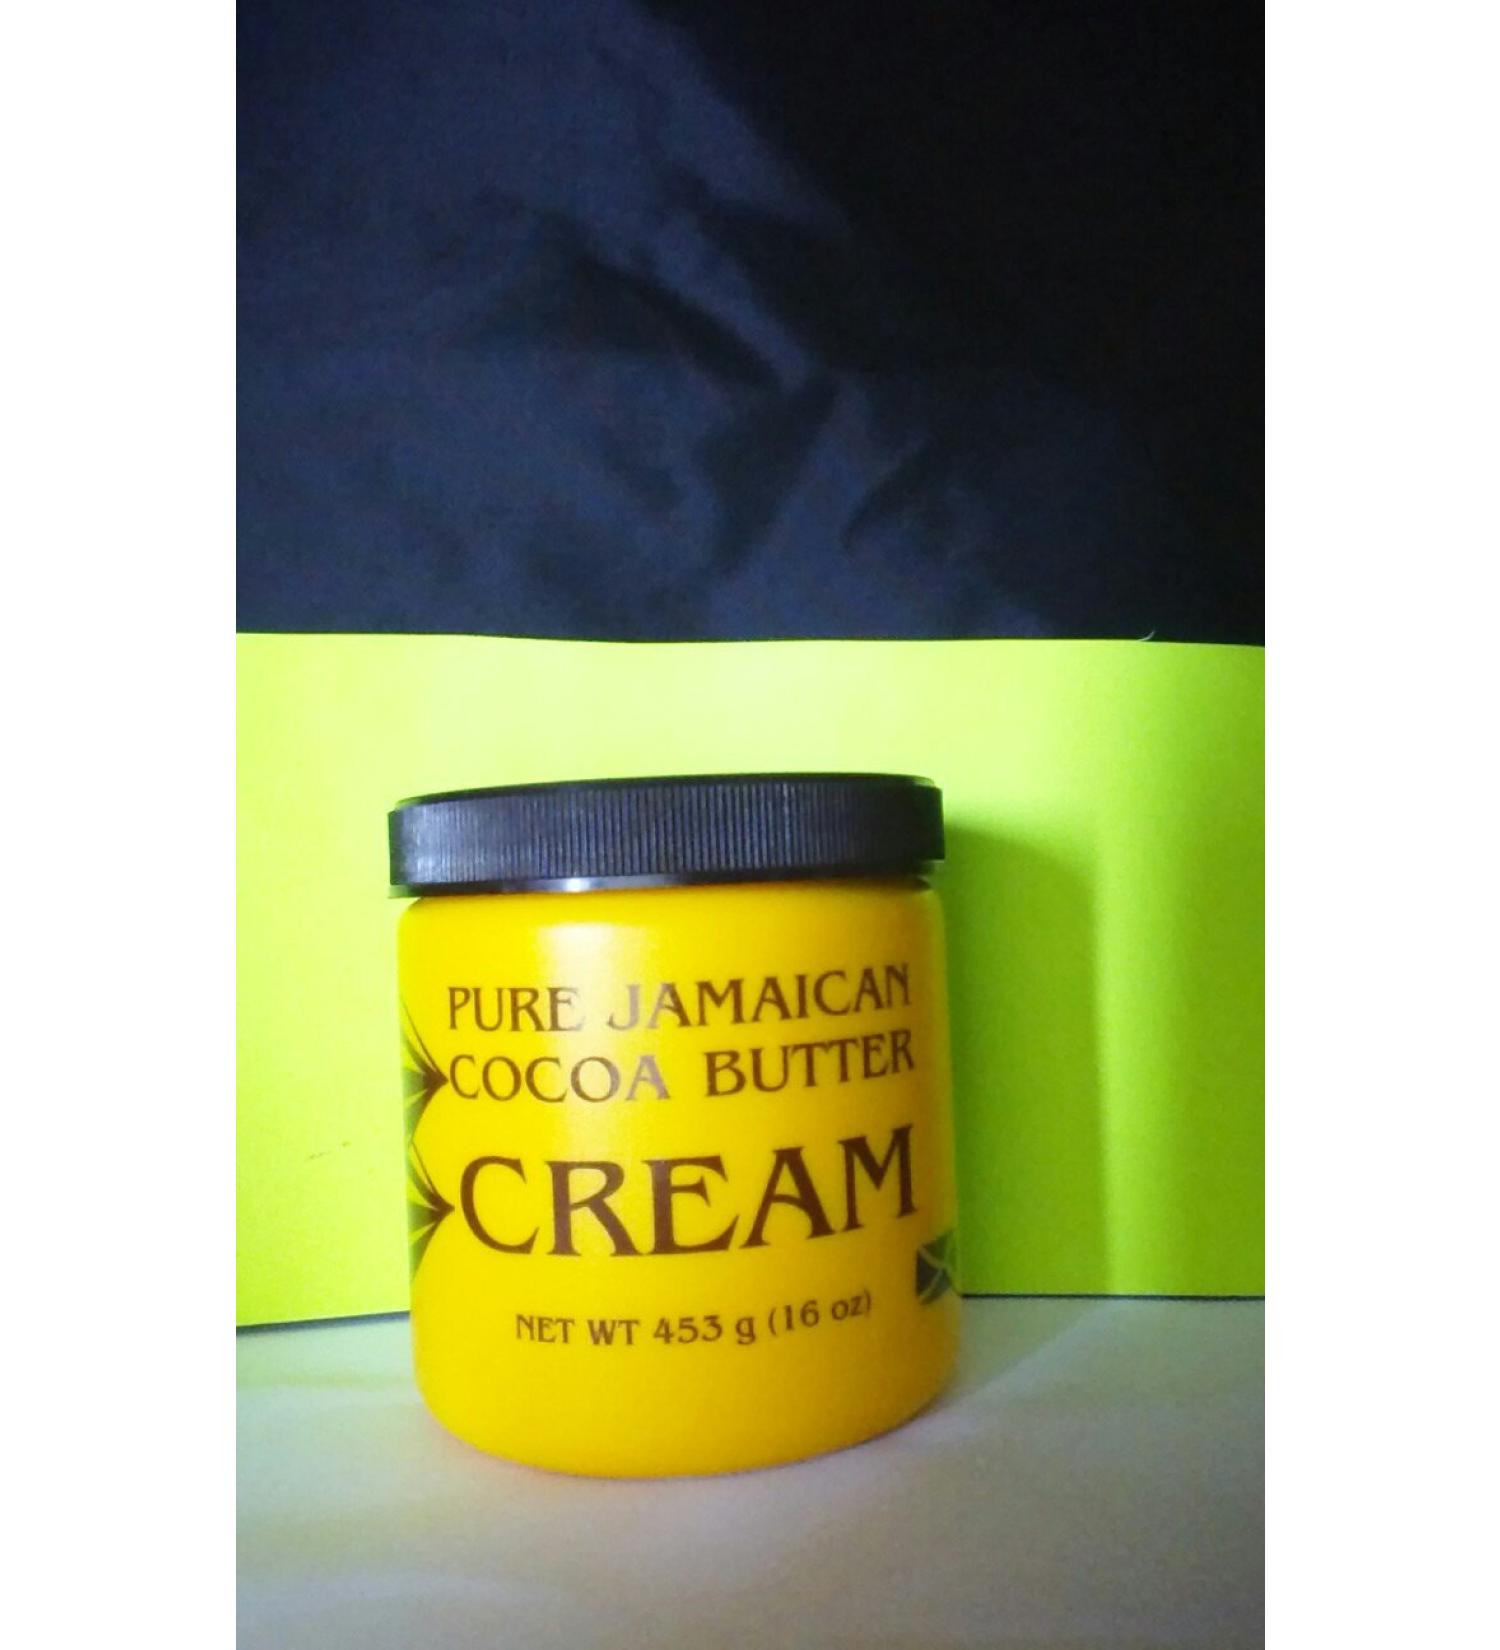 PURE JAMAICAN
COCOA BUTTER
CREAM
NET WT 453 g (16 oz)